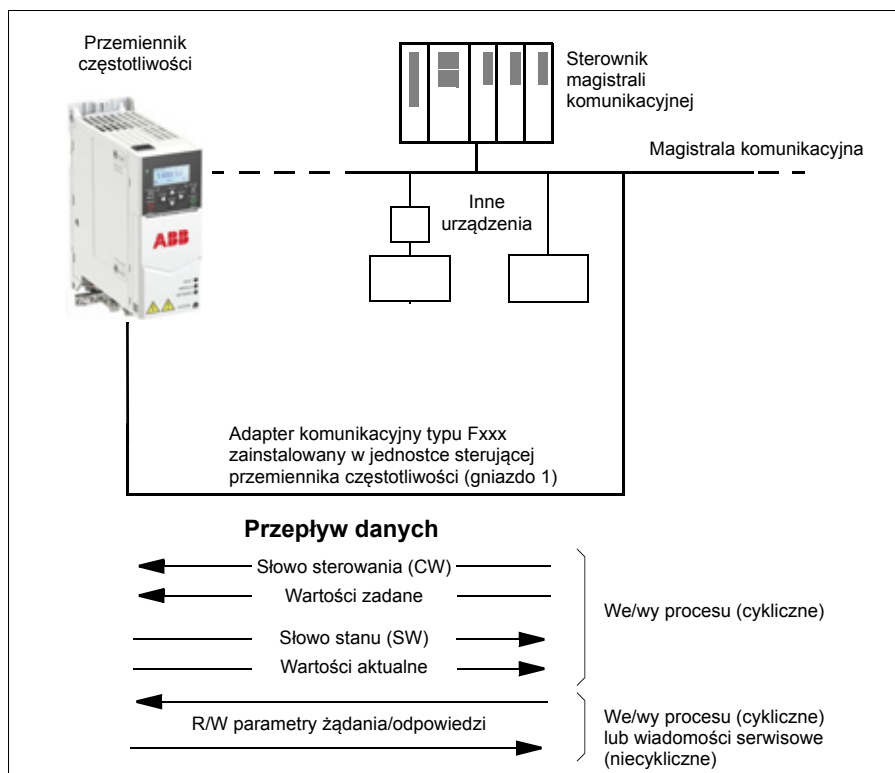 Przemiennik
częstotliwości
Sterownik
magistrali
komunikacyjnej
Magistrala komunikacyjna
Inne
urządzenia
ABB
Adapter komunikacyjny typu Fxxx
zainstalowany w jednostce sterującej
przemiennika częstotliwości (gniazdo 1)
Przepływ danych
Słowo sterowania (CW)
Wartości zadane
We/wy procesu (cykliczne)
Słowo stanu (SW)
Wartości aktualne
R/W parametry żądania/odpowiedzi
We/wy procesu (cykliczne)
lub wiadomości serwisowe
(niecykliczne)